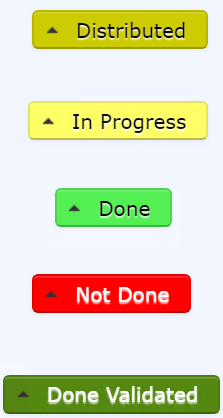 Distributed
In Progress
Done
Not Done
Done Validated